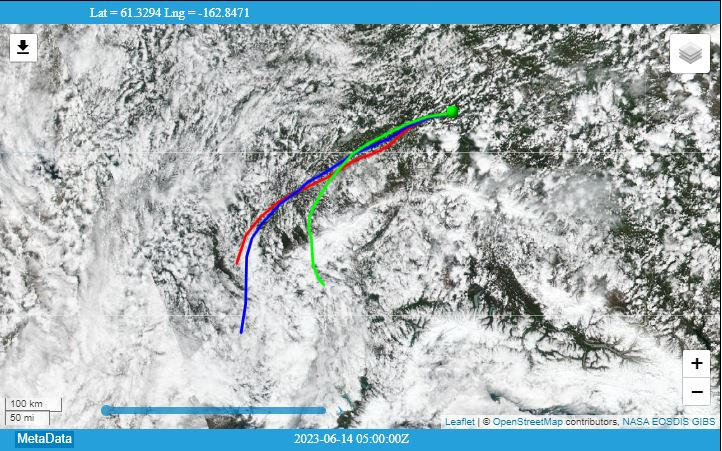 Lat = 61.3294 Lng = -162.8471
+
−
100 km
50 mi
Leaflet | © OpenStreetMap contributors, NASA EOSDIS GIBS
MetaData
2023-06-14 05:00:00Z